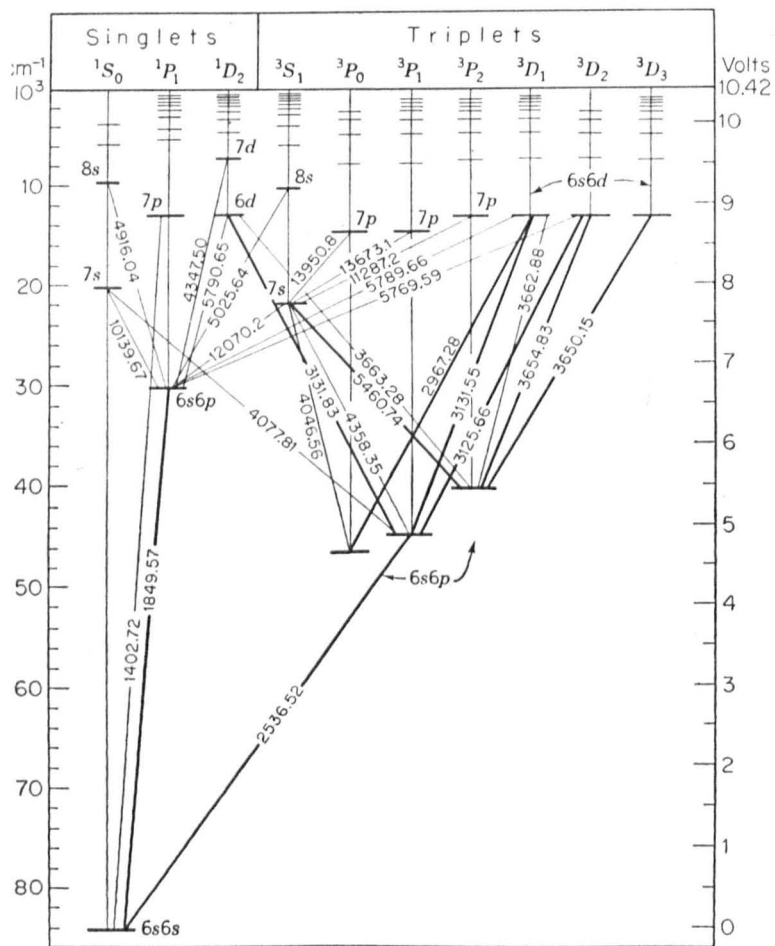 Singlets Triplets
cm⁻¹ ¹S₀ ¹P₁ ¹D₂ ³S₁ ³P₀ ³P₁ ³P₂ ³D₁ ³D₂ ³D₃ Volts
10³ 10.42
10
7d
8s 8s
10 7p 6d 7p 7p 7p 6s6d 9
4916.04 4347.50 5790.65 5025.64 13950.8 13673.1 11287.2 5789.66 5769.59 3662.88
20 7s 7s 8
10139.67 12070.2 3663.28 5460.74 2967.28 3654.83 3650.15
7
30 6s6p
4077.81 3131.83 4046.56 4358.35 3131.55 3125.66
6
40
5
6s6p
50
4
1402.72 1849.57
60
3
2536.52
70 2
1
80
6s6s 0